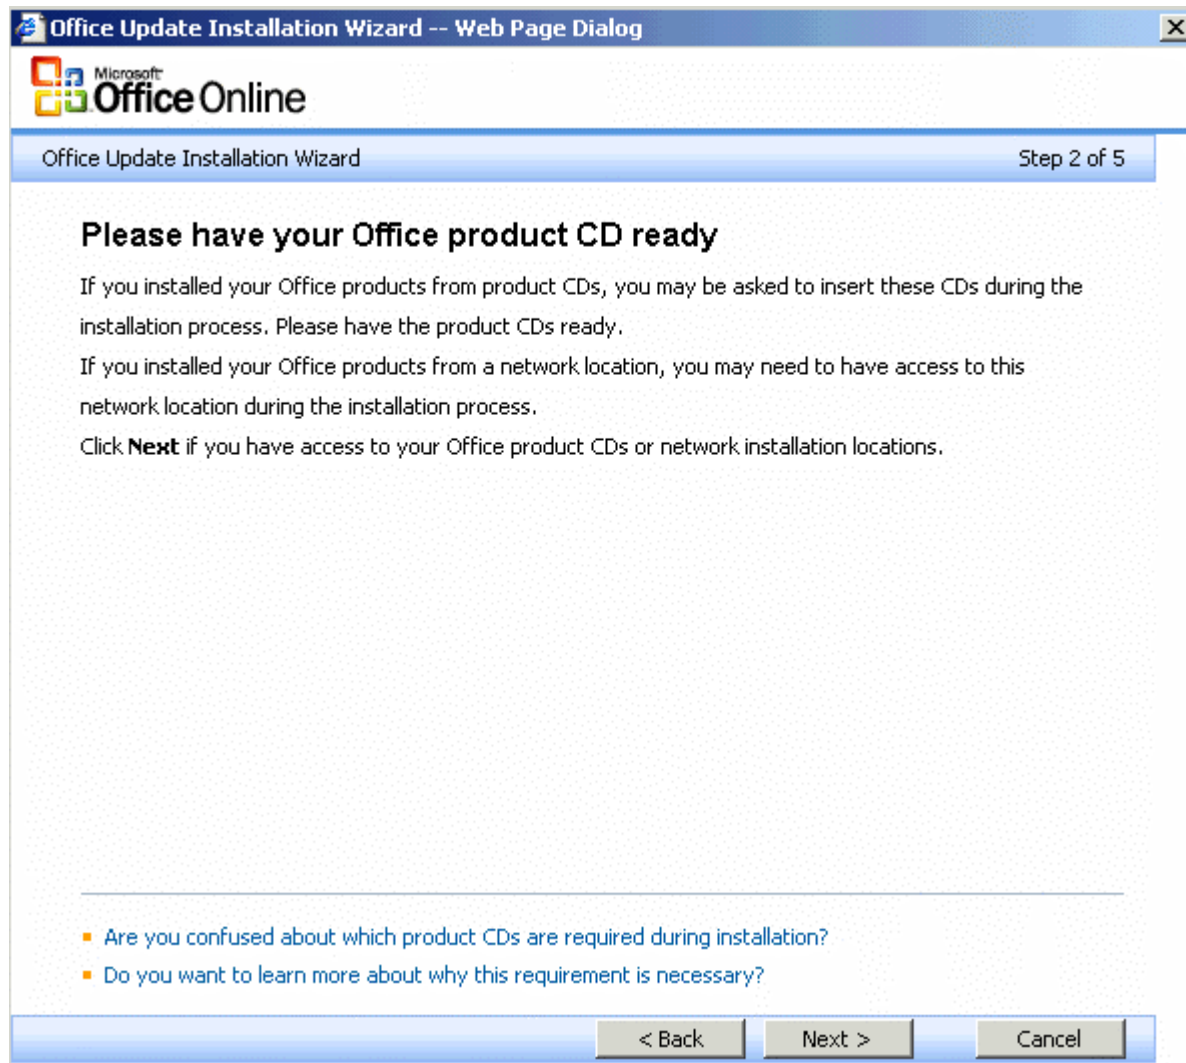 Office Update Installation Wizard -- Web Page Dialog
Microsoft
Office Online
Office Update Installation Wizard
Step 2 of 5
Please have your Office product CD ready
If you installed your Office products from product CDs, you may be asked to insert these CDs during the
installation process. Please have the product CDs ready.
If you installed your Office products from a network location, you may need to have access to this
network location during the installation process.
Click Next if you have access to your Office product CDs or network installation locations.
Are you confused about which product CDs are required during installation?
Do you want to learn more about why this requirement is necessary?
< Back
Next >
Cancel